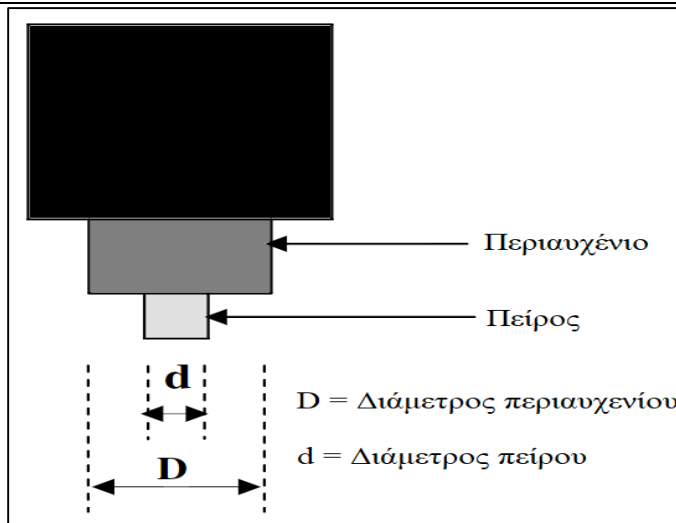 Περιαυχένιο
Πείρος
d
D = Διάμετρος περιαυχενίου
d = Διάμετρος πείρου
D